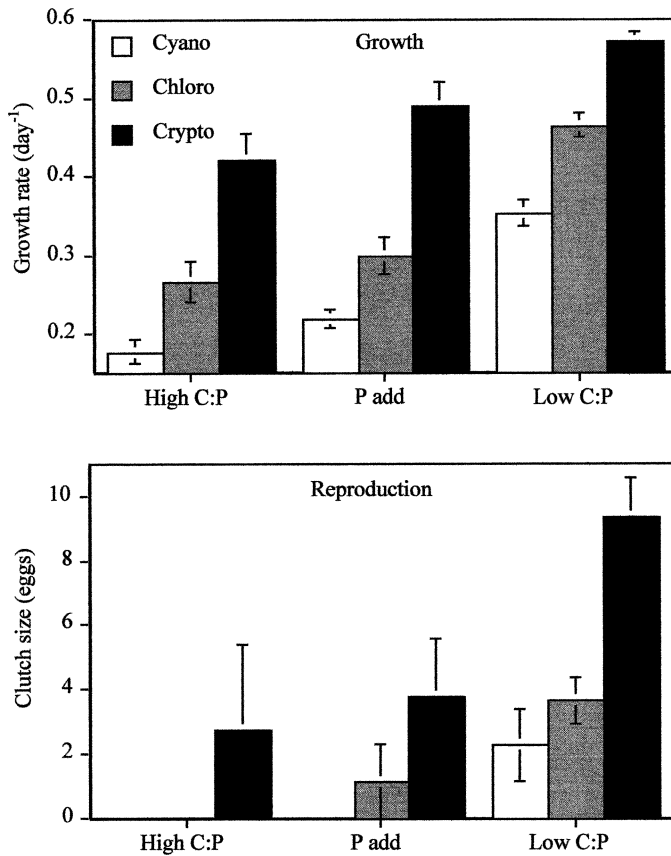 Growth
Cyano
Chloro
Crypto
Growth rate (day⁻¹)
0.6
0.5
0.4
0.3
0.2
High C:P P add Low C:P
Reproduction
Clutch size (eggs)
10
8
6
4
2
0
High C:P P add Low C:P